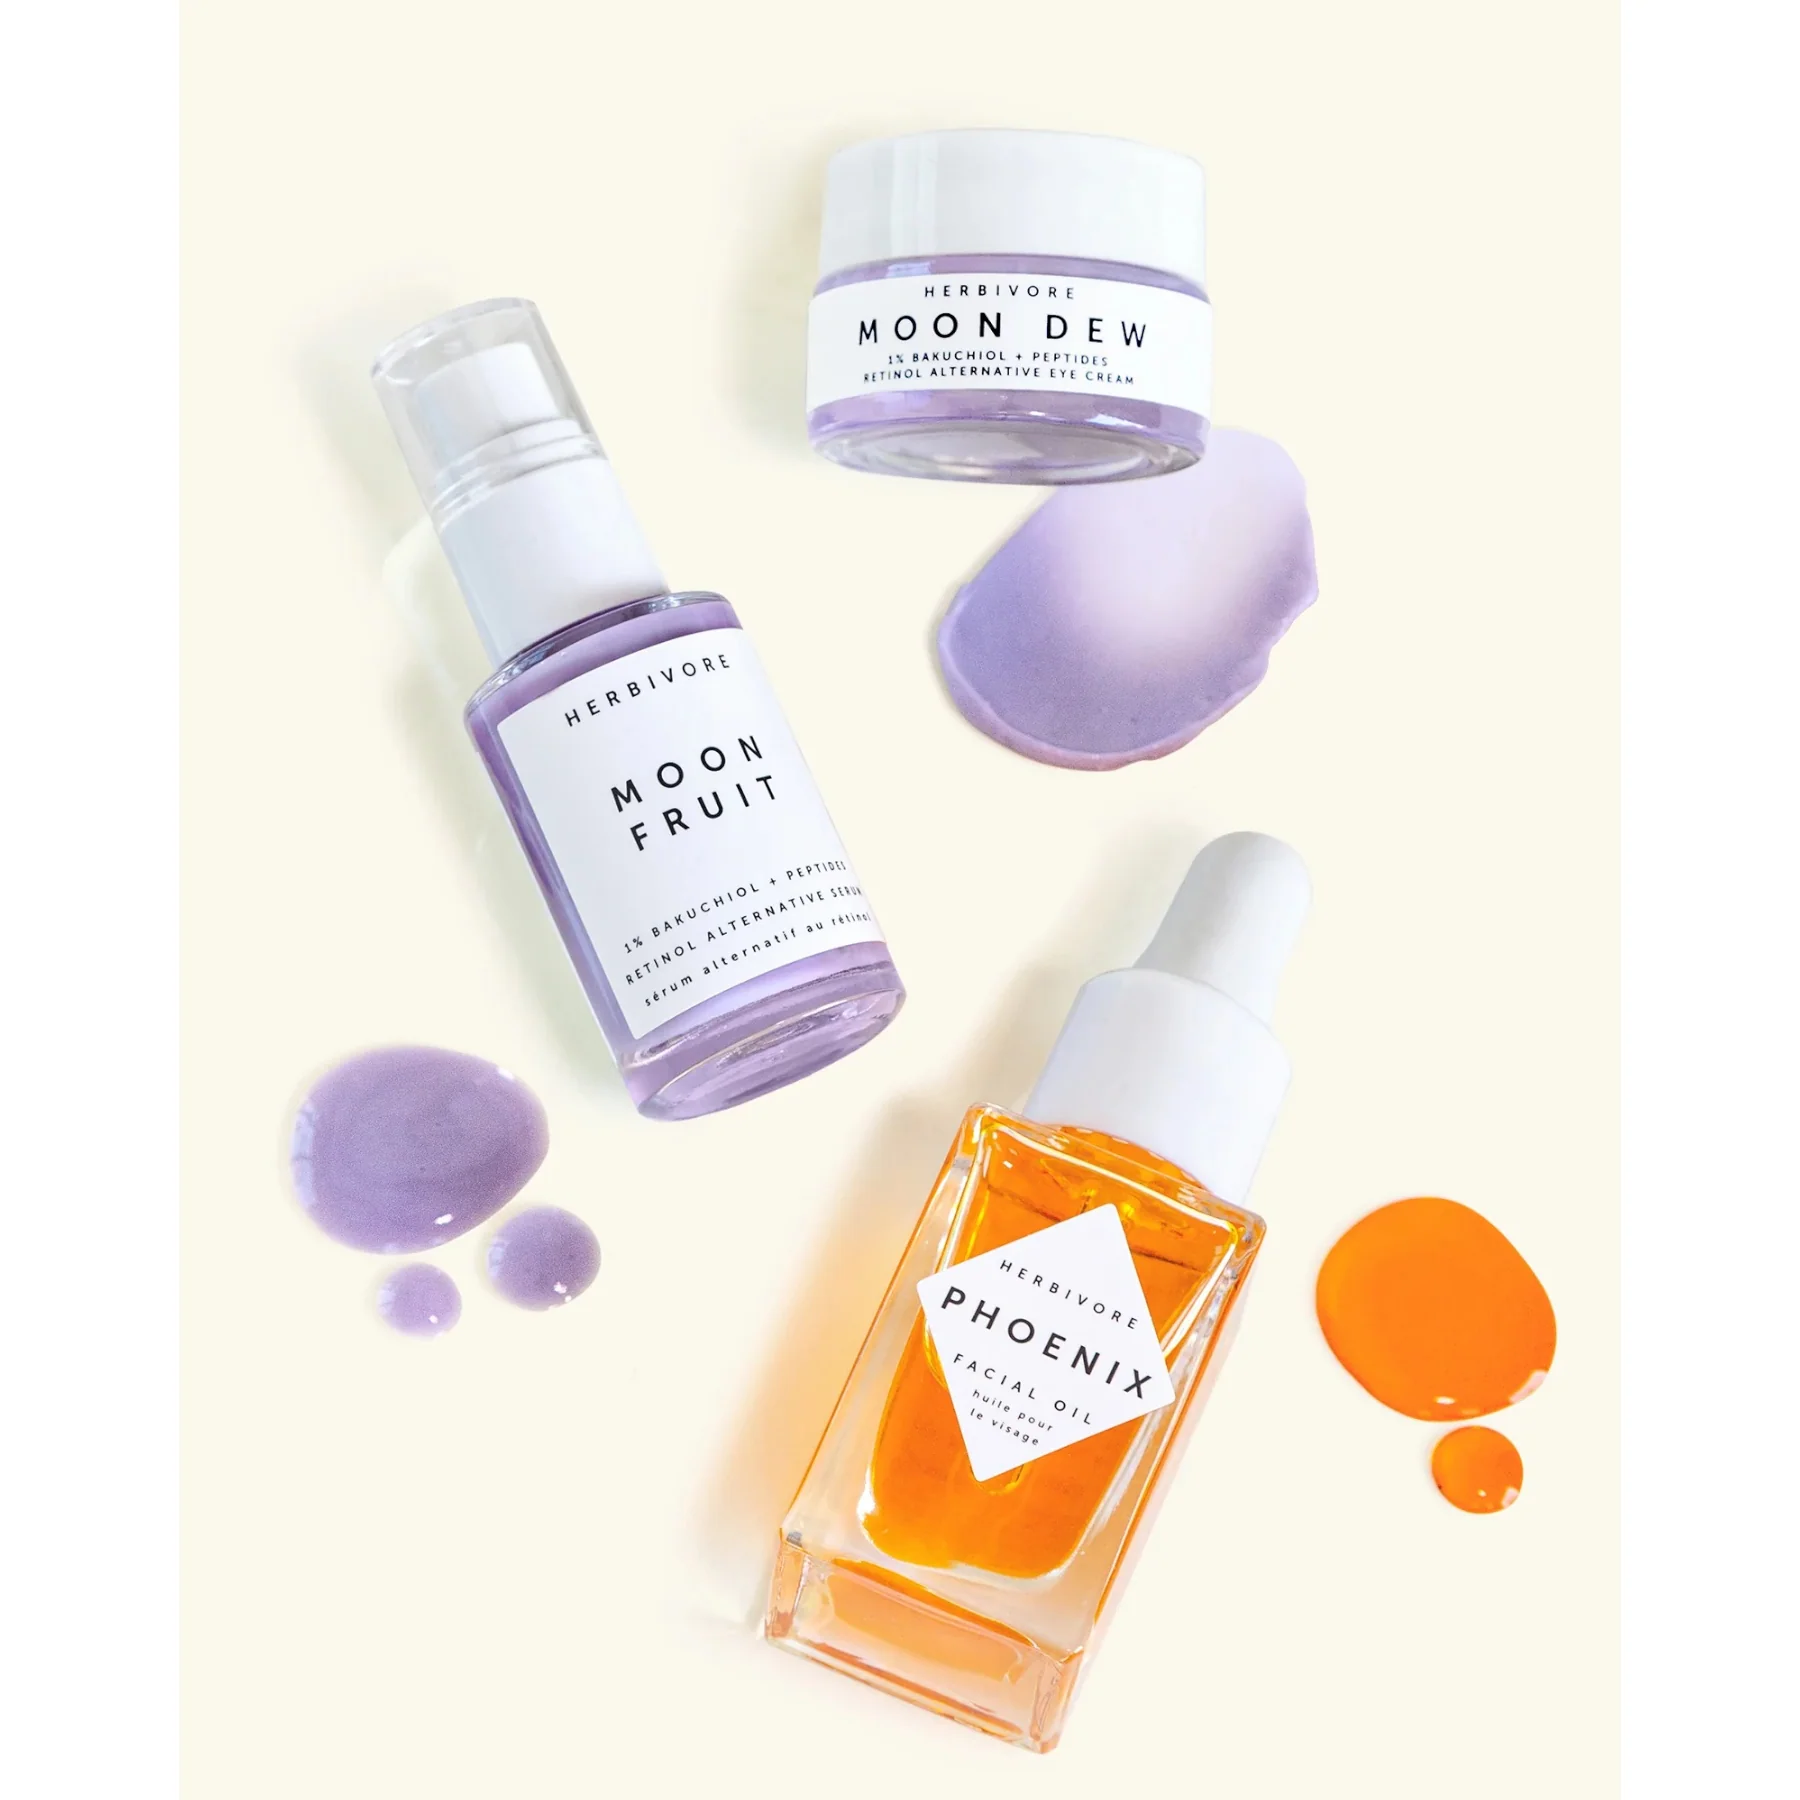 HERBIVORE
MOON DEW
1% BAKUCHIOL + PEPTIDES
RETINOL ALTERNATIVE EYE CREAM
HERBIVORE
MOON
FRUIT
1% BAKUCHIOL + PEPTIDES
RETINOL ALTERNATIVE SERUM
sérum alternatif au rétinol
HERBIVORE
PHOENIX
FACIAL OIL
huile pour
le visage